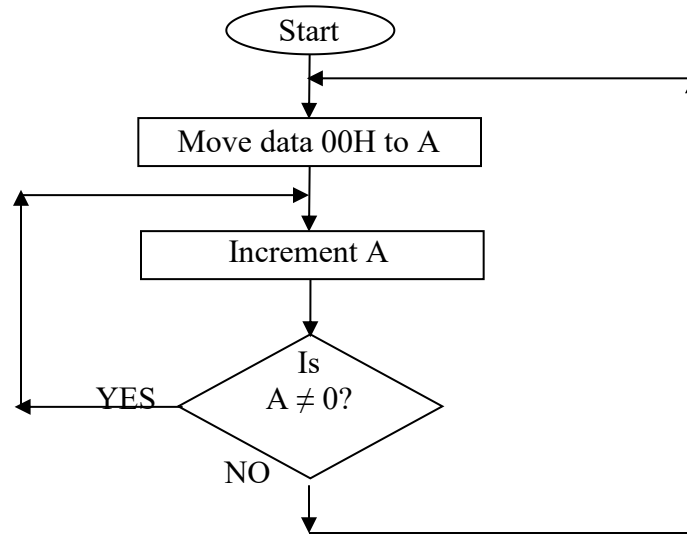 Start
Move data 00H to A
Increment A
Is
A ≠ 0?
YES
NO